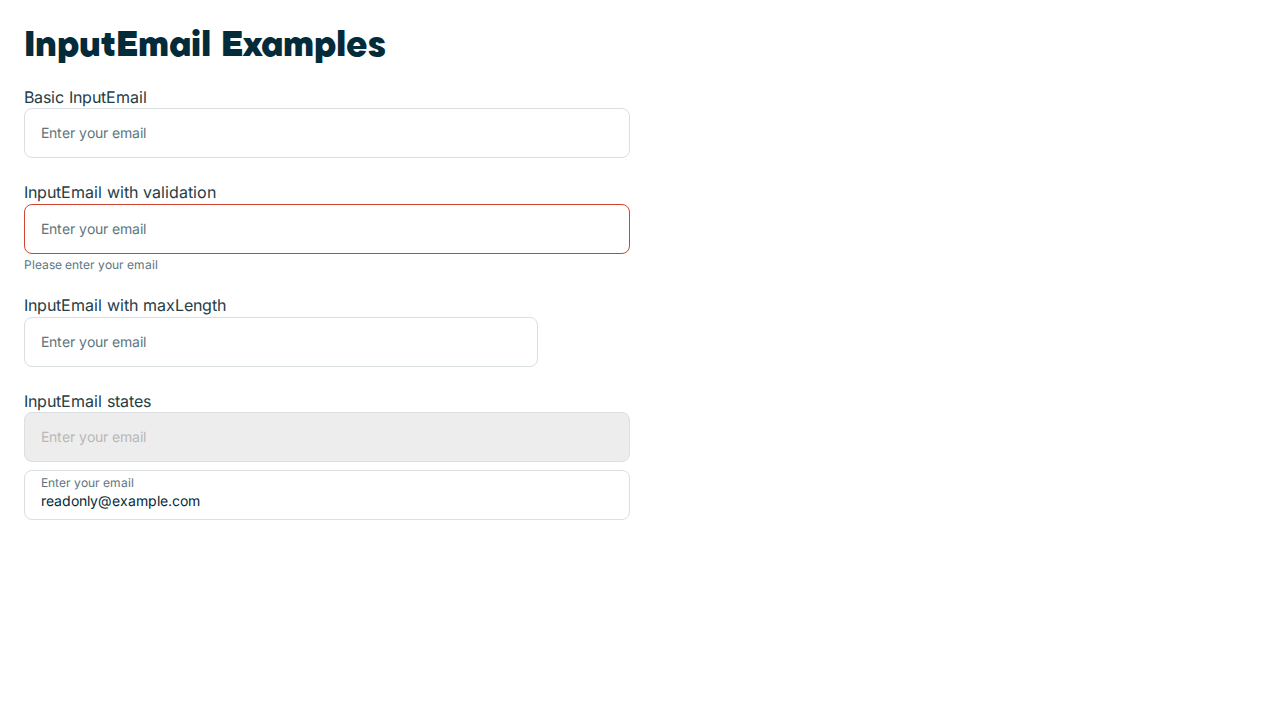 InputEmail Examples
Basic InputEmail
Enter your email
InputEmail with validation
Enter your email
Please enter your email
InputEmail with maxLength
Enter your email
InputEmail states
Enter your email
Enter your email
readonly@example.com